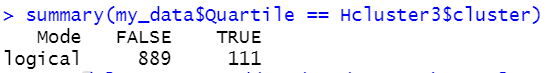 > summary(my_data$Quartile == Hcluster3$cluster)
   Mode   FALSE    TRUE
logical     889     111